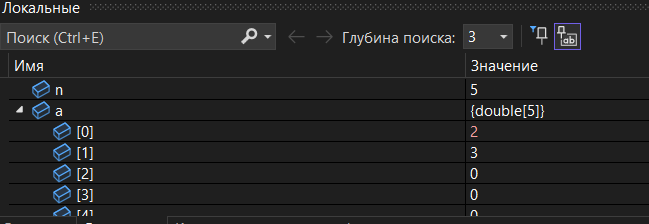 Локальные
Поиск (Ctrl+E) Глубина поиска: 3
Имя Значение
n 5
a {double[5]}
[0] 2
[1] 3
[2] 0
[3] 0
[4] 0